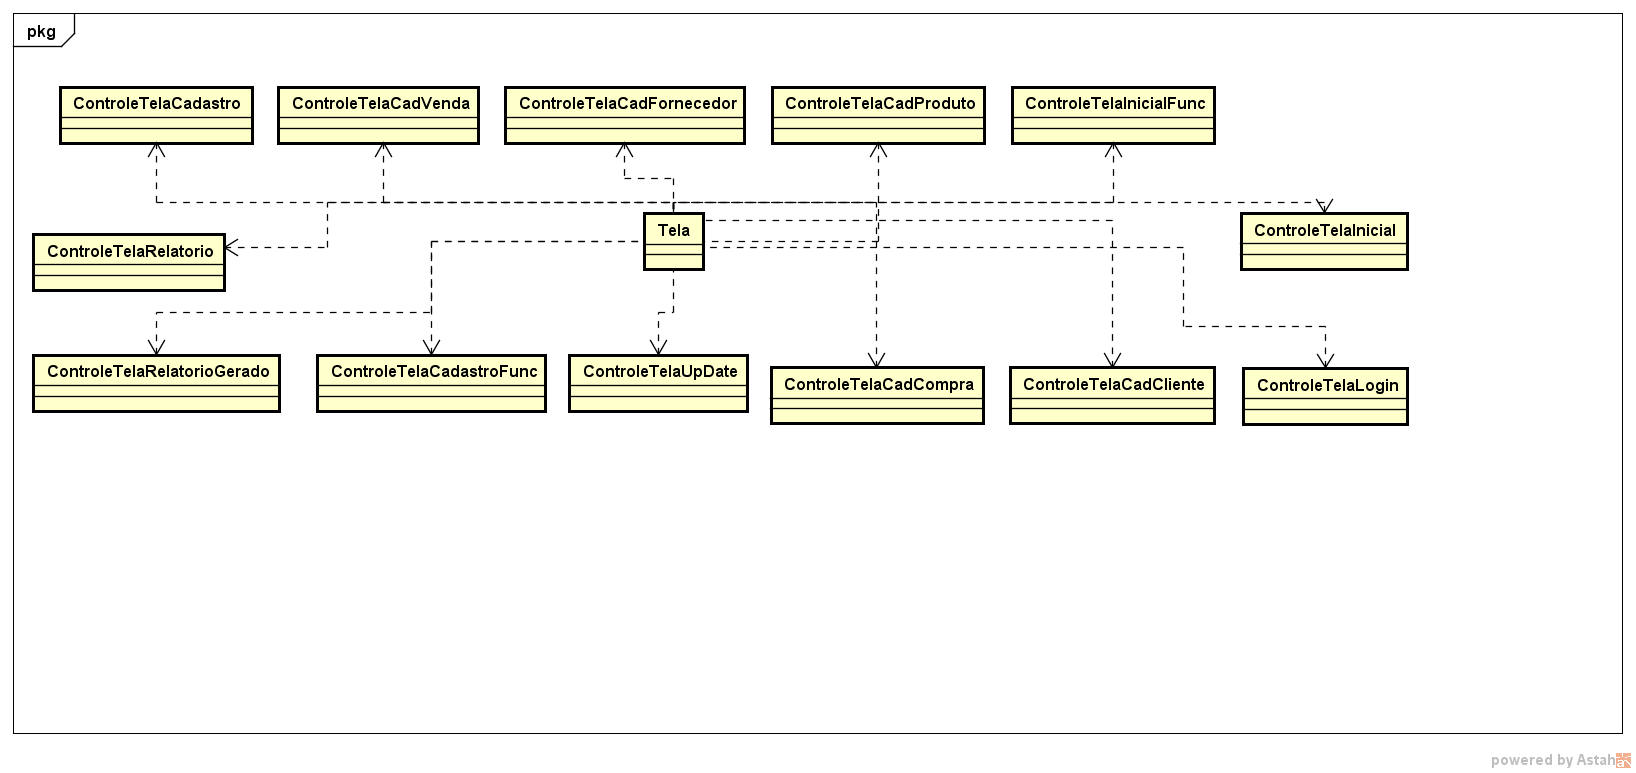 pkg
ControleTelaCadastro
ControleTelaCadVenda
ControleTelaCadFornecedor
ControleTelaCadProduto
ControleTelaInicialFunc
Tela
ControleTelaInicial
ControleTelaRelatorio
ControleTelaRelatorioGerado
ControleTelaCadastroFunc
ControleTelaUpDate
ControleTelaCadCompra
ControleTelaCadCliente
ControleTelaLogin
powered by Astah